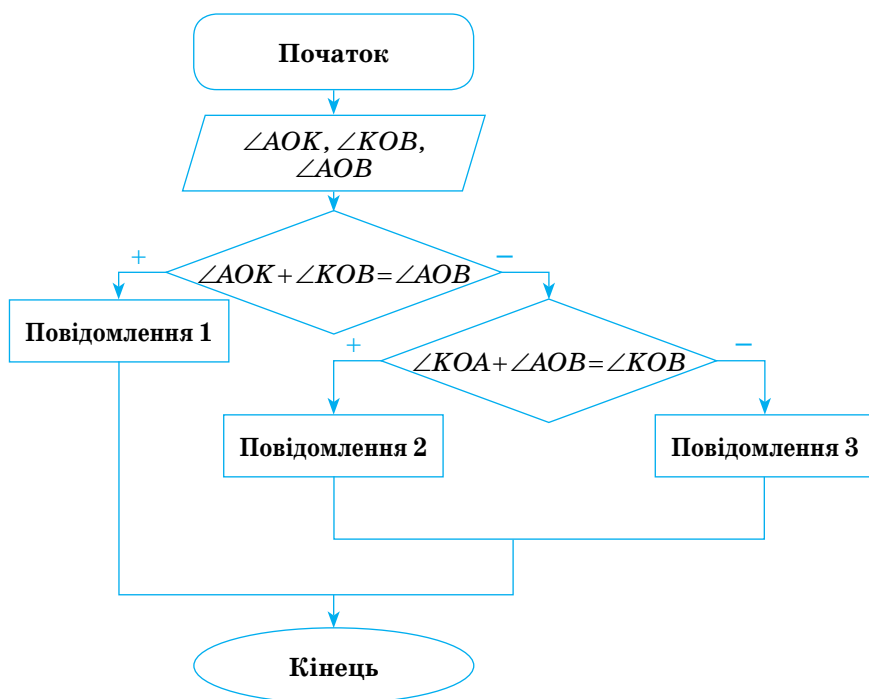 Початок
∠AOK, ∠KOB,
∠AOB
+
−
∠AOK+∠KOB=∠AOB
Повідомлення 1
+
−
∠KOA+∠AOB=∠KOB
Повідомлення 2
Повідомлення 3
Кінець